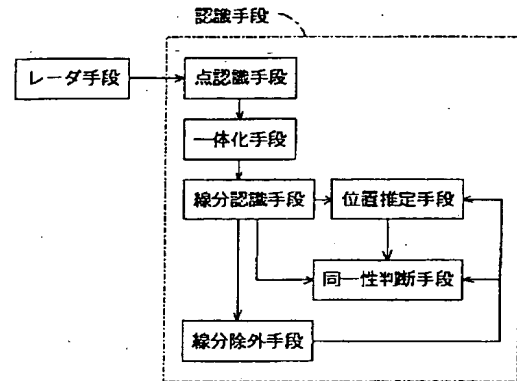 認識手段
レーダ手段
点認識手段
一体化手段
線分認識手段
位置推定手段
同一性判断手段
線分除外手段